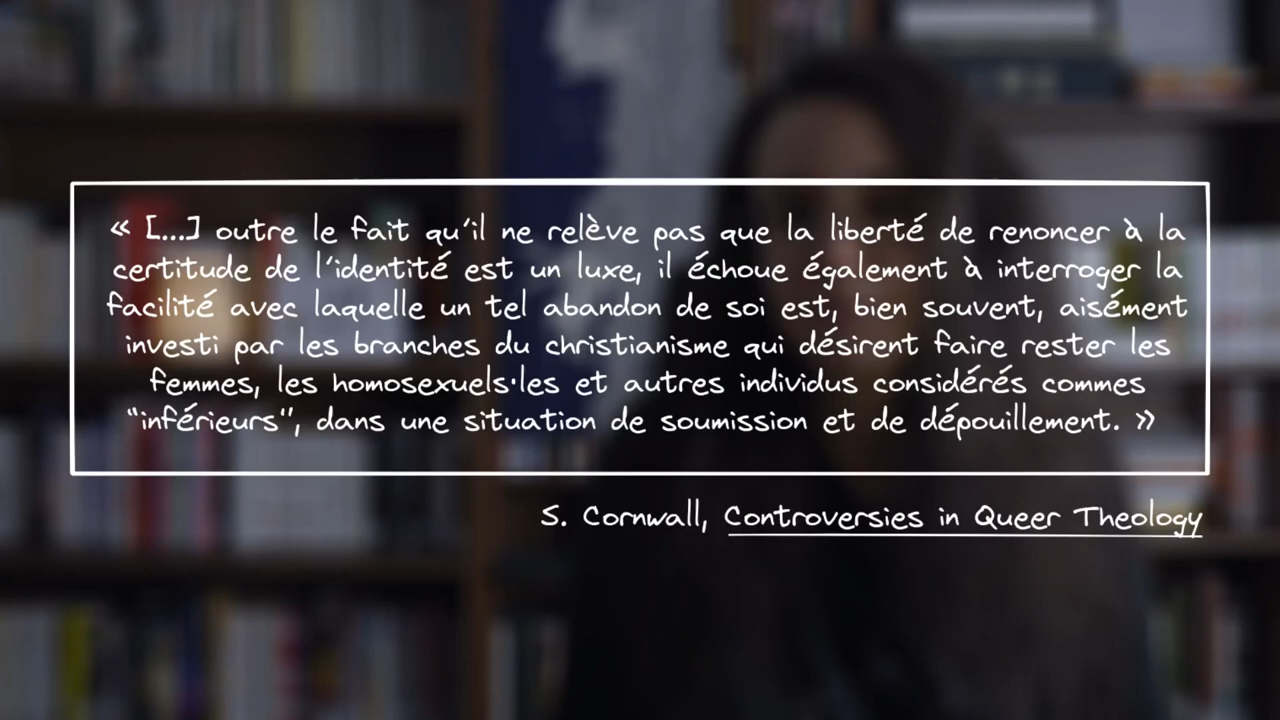 « [...] outre le fait qu'il ne relève pas que la liberté de renoncer à la
certitude de l'identité est un luxe, il échoue également à interroger la
facilité avec laquelle un tel abandon de soi est, bien souvent, aisément
investi par les branches du christianisme qui désirent faire rester les
femmes, les homosexuels·les et autres individus considérés commes
"inférieurs", dans une situation de soumission et de dépouillement. »
S. Cornwall, Controversies in Queer Theology